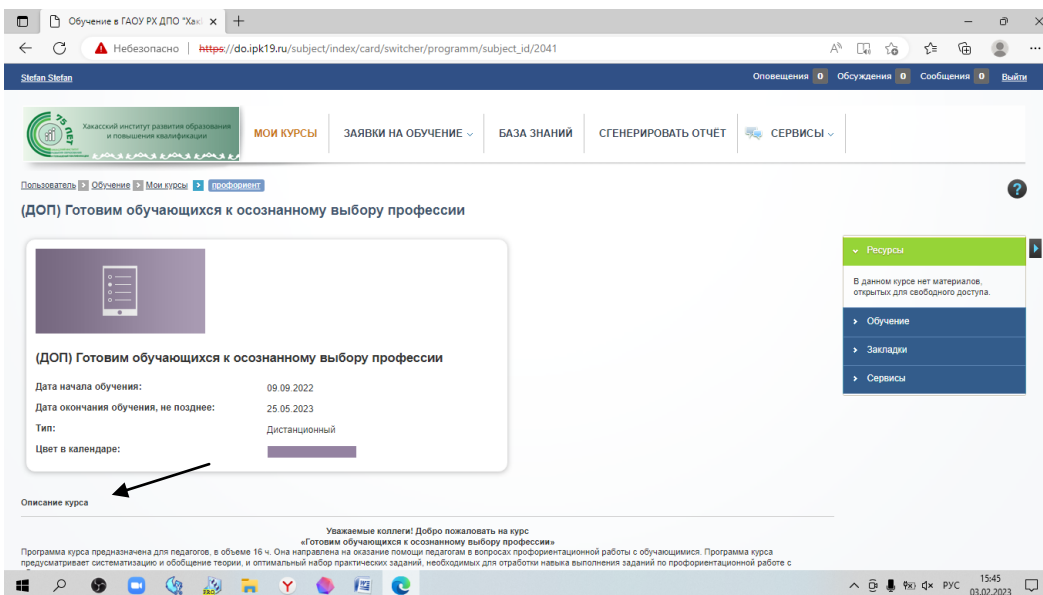 Обучение в ГАОУ РХ ДПО "Хак
Небезопасно | https://do.ipk19.ru/subject/index/card/switcher/programm/subject_id/2041
Stefan Stefan
Оповещения 0 Обсуждения 0 Сообщения 0 Выйти
75 ЛЕТ
Хакасский институт развития образования
и повышения квалификации
МОИ КУРСЫ ЗАЯВКИ НА ОБУЧЕНИЕ БАЗА ЗНАНИЙ СГЕНЕРИРОВАТЬ ОТЧЁТ СЕРВИСЫ
Пользователь Обучение Мои курсы профориент
?
(ДОП) Готовим обучающихся к осознанному выбору профессии
Ресурсы
В данном курсе нет материалов,
открытых для свободного доступа.
Обучение
Закладки
Сервисы
(ДОП) Готовим обучающихся к осознанному выбору профессии
Дата начала обучения: 09.09.2022
Дата окончания обучения, не позднее: 25.05.2023
Тип: Дистанционный
Цвет в календаре:
Описание курса
Уважаемые коллеги! Добро пожаловать на курс
«Готовим обучающихся к осознанному выбору профессии»
Программа курса предназначена для педагогов, в объеме 16 ч. Она направлена на оказание помощи педагогам в вопросах профориентационной работы с обучающимися. Программа курса
предусматривает систематизацию и обобщение теории, и оптимальный набор практических заданий, необходимых для отработки навыка выполнения заданий по профориентационной работе с
PRO
Y
РУС
15:45
03.02.2023